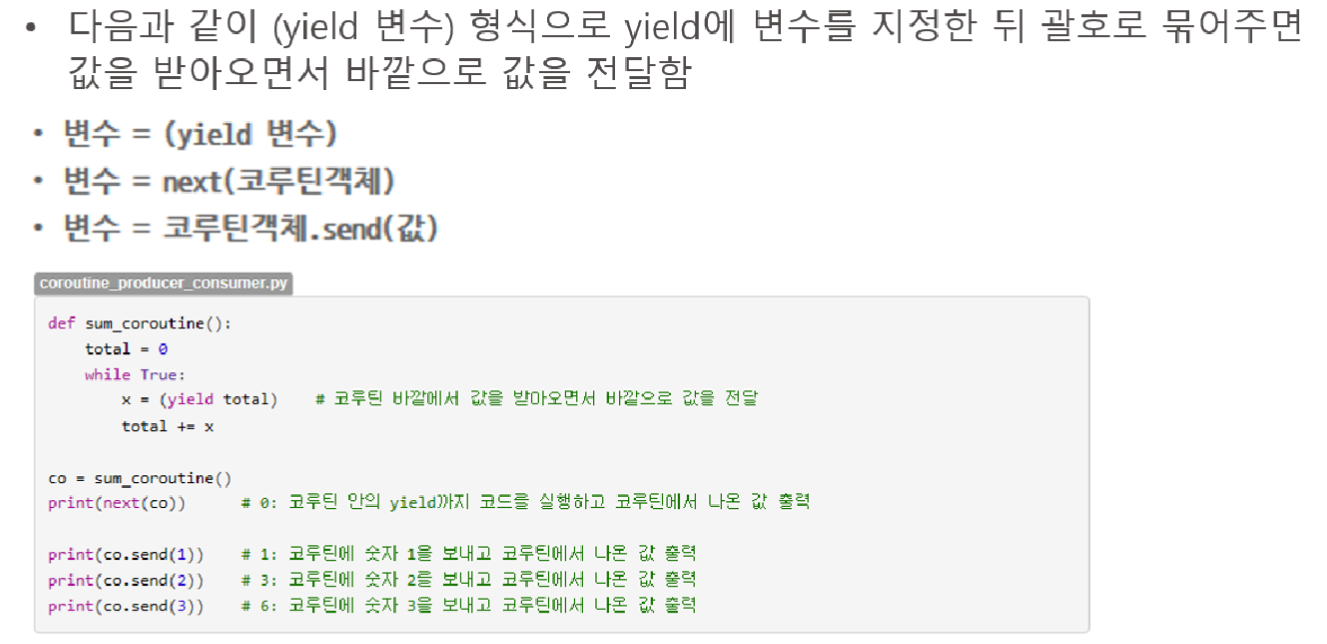 • 다음과 같이 (yield 변수) 형식으로 yield에 변수를 지정한 뒤 괄호로 묶어주면
값을 받아오면서 바깥으로 값을 전달함
• 변수 = (yield 변수)
• 변수 = next(코루틴객체)
• 변수 = 코루틴객체.send(값)
coroutine_producer_consumer.py
def sum_coroutine():
    total = 0
    while True:
        x = (yield total)    # 코루틴 바깥에서 값을 받아오면서 바깥으로 값을 전달
        total += x
co = sum_coroutine()
print(next(co))      # 0: 코루틴 안의 yield까지 코드를 실행하고 코루틴에서 나온 값 출력
print(co.send(1))    # 1: 코루틴에 숫자 1을 보내고 코루틴에서 나온 값 출력
print(co.send(2))    # 3: 코루틴에 숫자 2를 보내고 코루틴에서 나온 값 출력
print(co.send(3))    # 6: 코루틴에 숫자 3을 보내고 코루틴에서 나온 값 출력